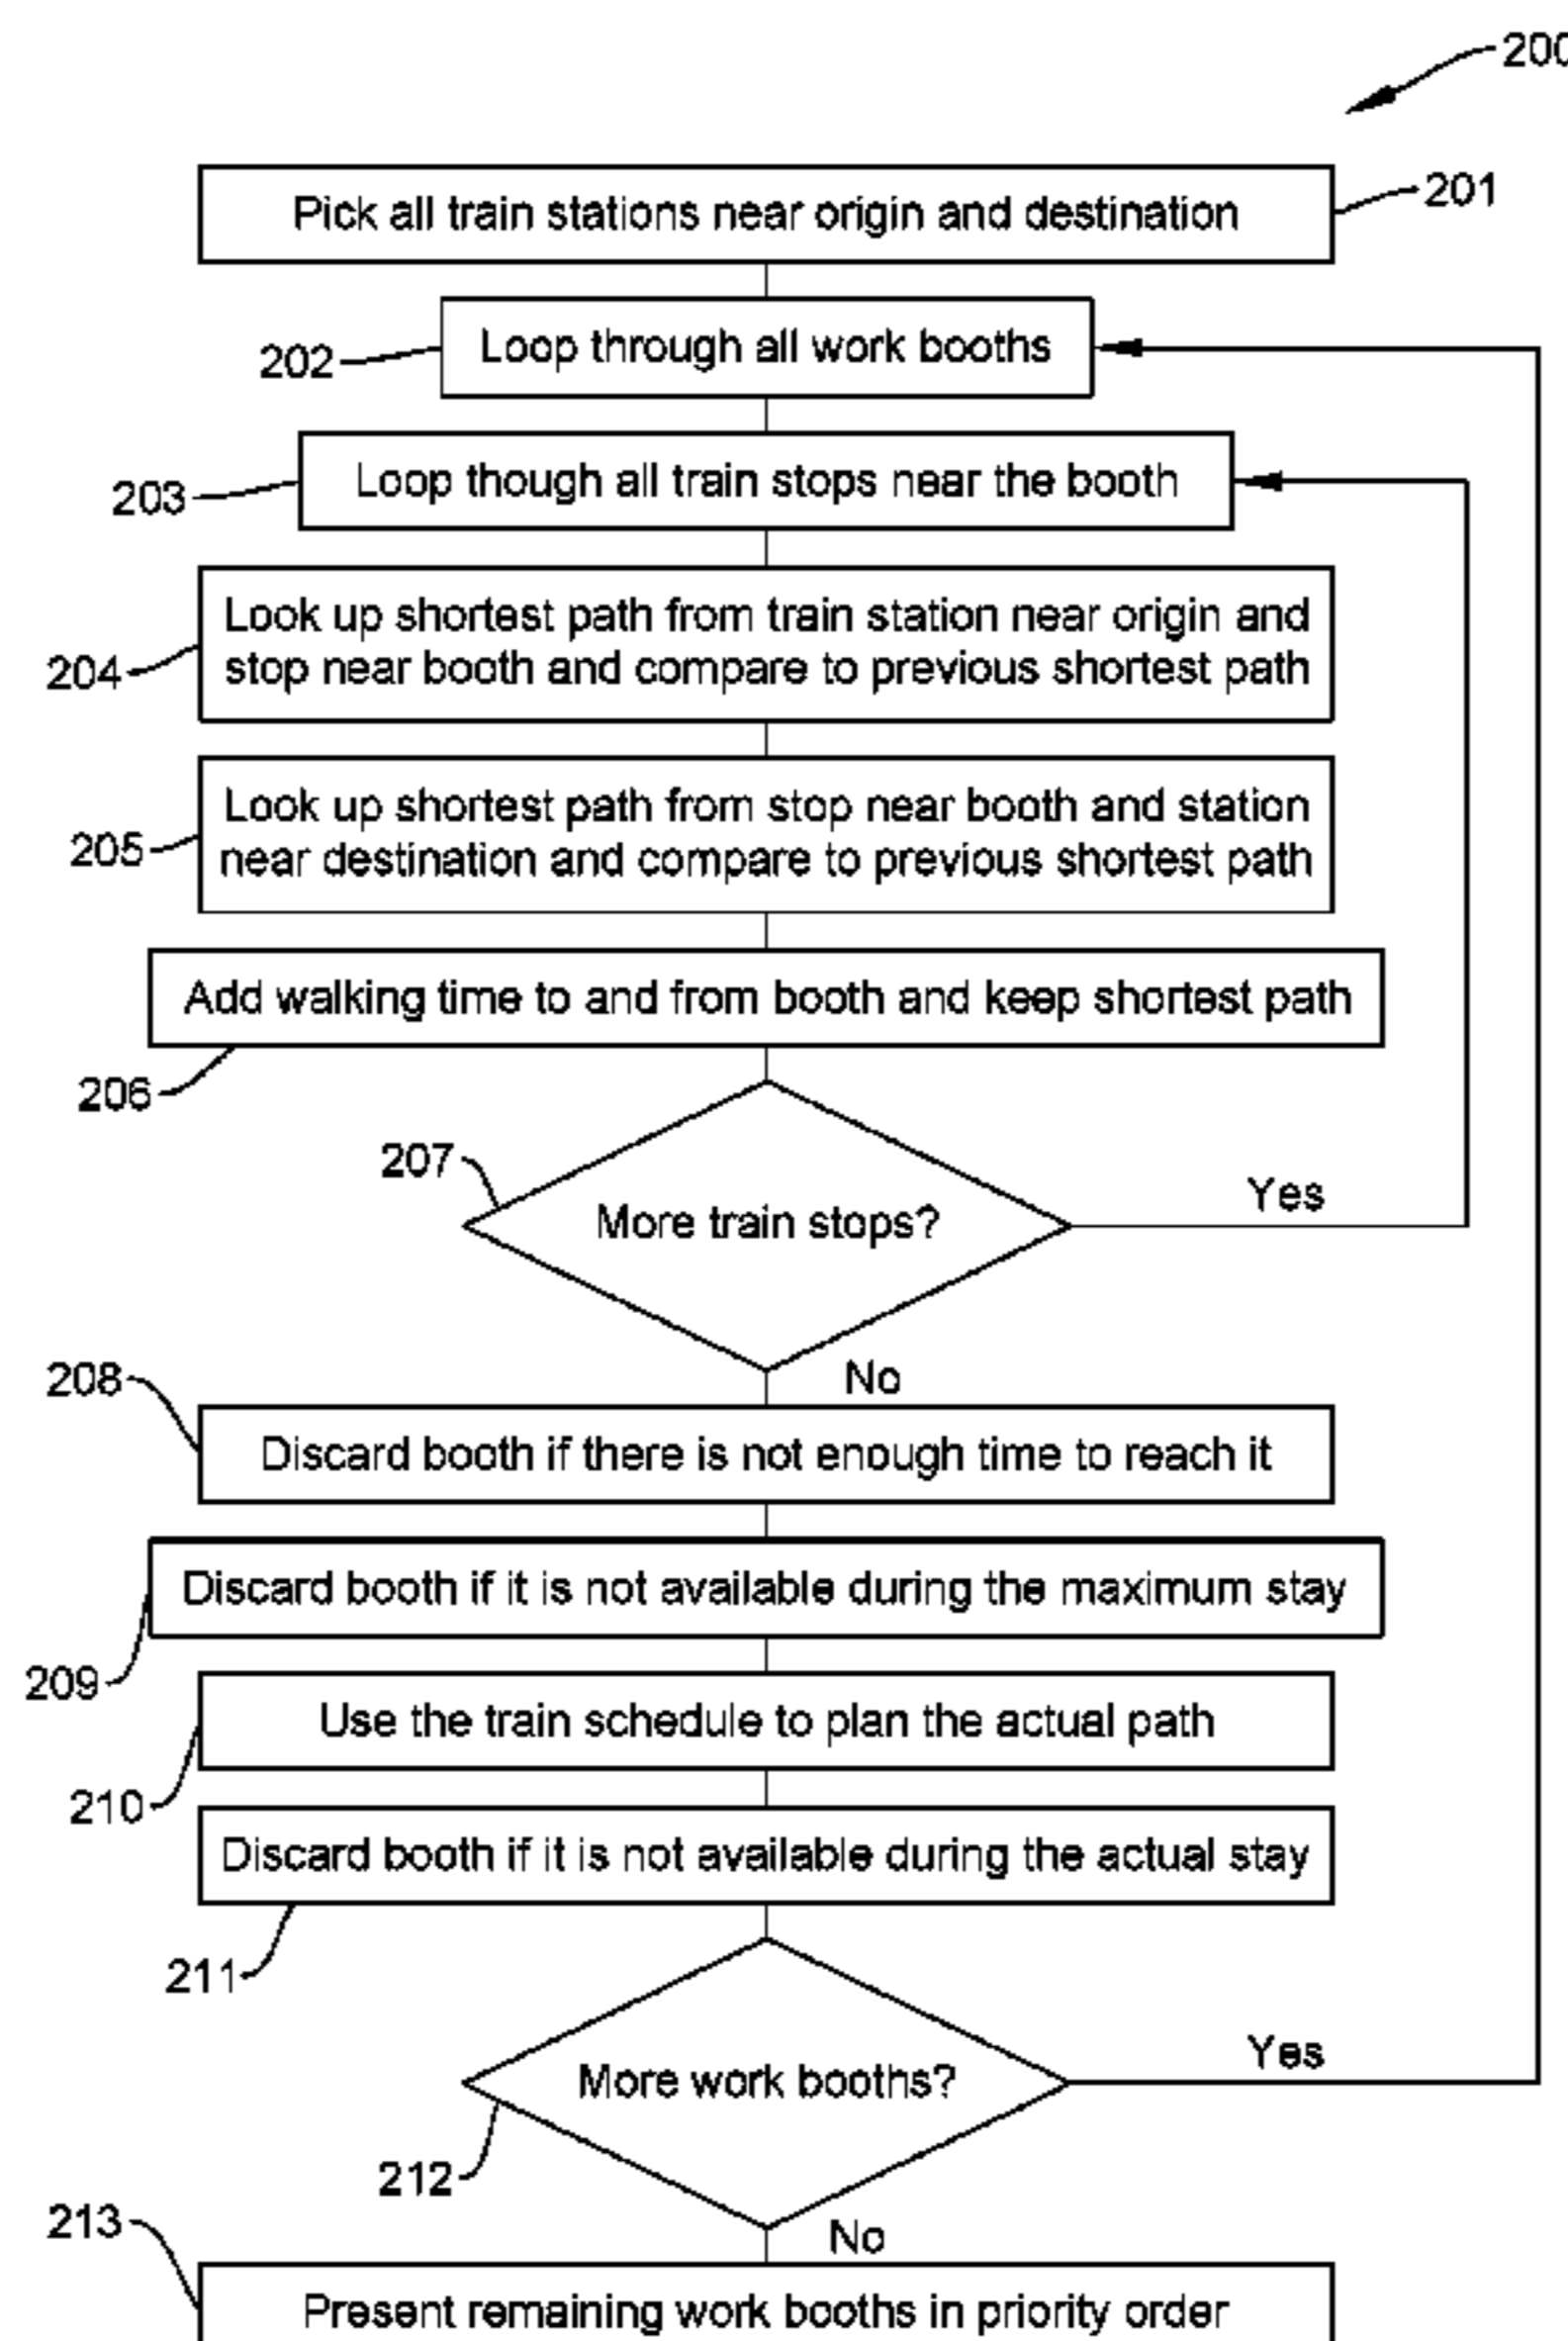 200
Pick all train stations near origin and destination
201
Loop through all work booths
202
Loop though all train stops near the booth
203
Look up shortest path from train station near origin and
stop near booth and compare to previous shortest path
204
Look up shortest path from stop near booth and station
near destination and compare to previous shortest path
205
Add walking time to and from booth and keep shortest path
206
207
More train stops?
Yes
No
208
Discard booth if there is not enough time to reach it
Discard booth if it is not available during the maximum stay
209
Use the train schedule to plan the actual path
210
Discard booth if it is not available during the actual stay
211
More work booths?
Yes
212
213
No
Present remaining work booths in priority order